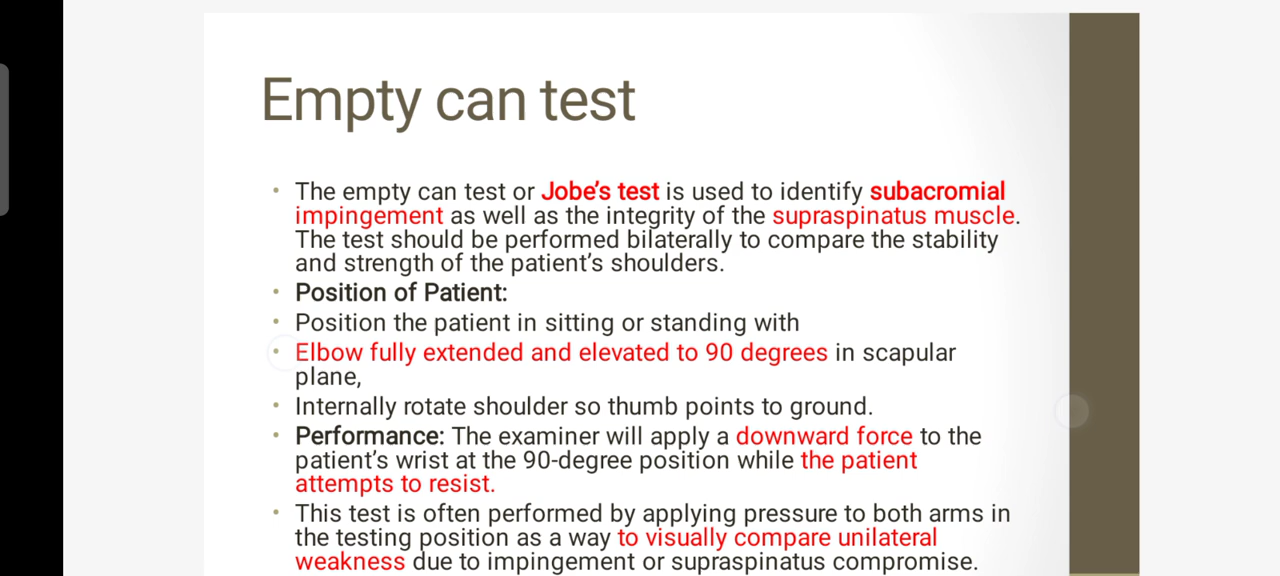 Empty can test
• The empty can test or Jobe's test is used to identify subacromial
impingement as well as the integrity of the supraspinatus muscle.
The test should be performed bilaterally to compare the stability
and strength of the patient's shoulders.
• Position of Patient:
• Position the patient in sitting or standing with
• Elbow fully extended and elevated to 90 degrees in scapular
plane,
• Internally rotate shoulder so thumb points to ground.
• Performance: The examiner will apply a downward force to the
patient's wrist at the 90-degree position while the patient
attempts to resist.
• This test is often performed by applying pressure to both arms in
the testing position as a way to visually compare unilateral
weakness due to impingement or supraspinatus compromise.